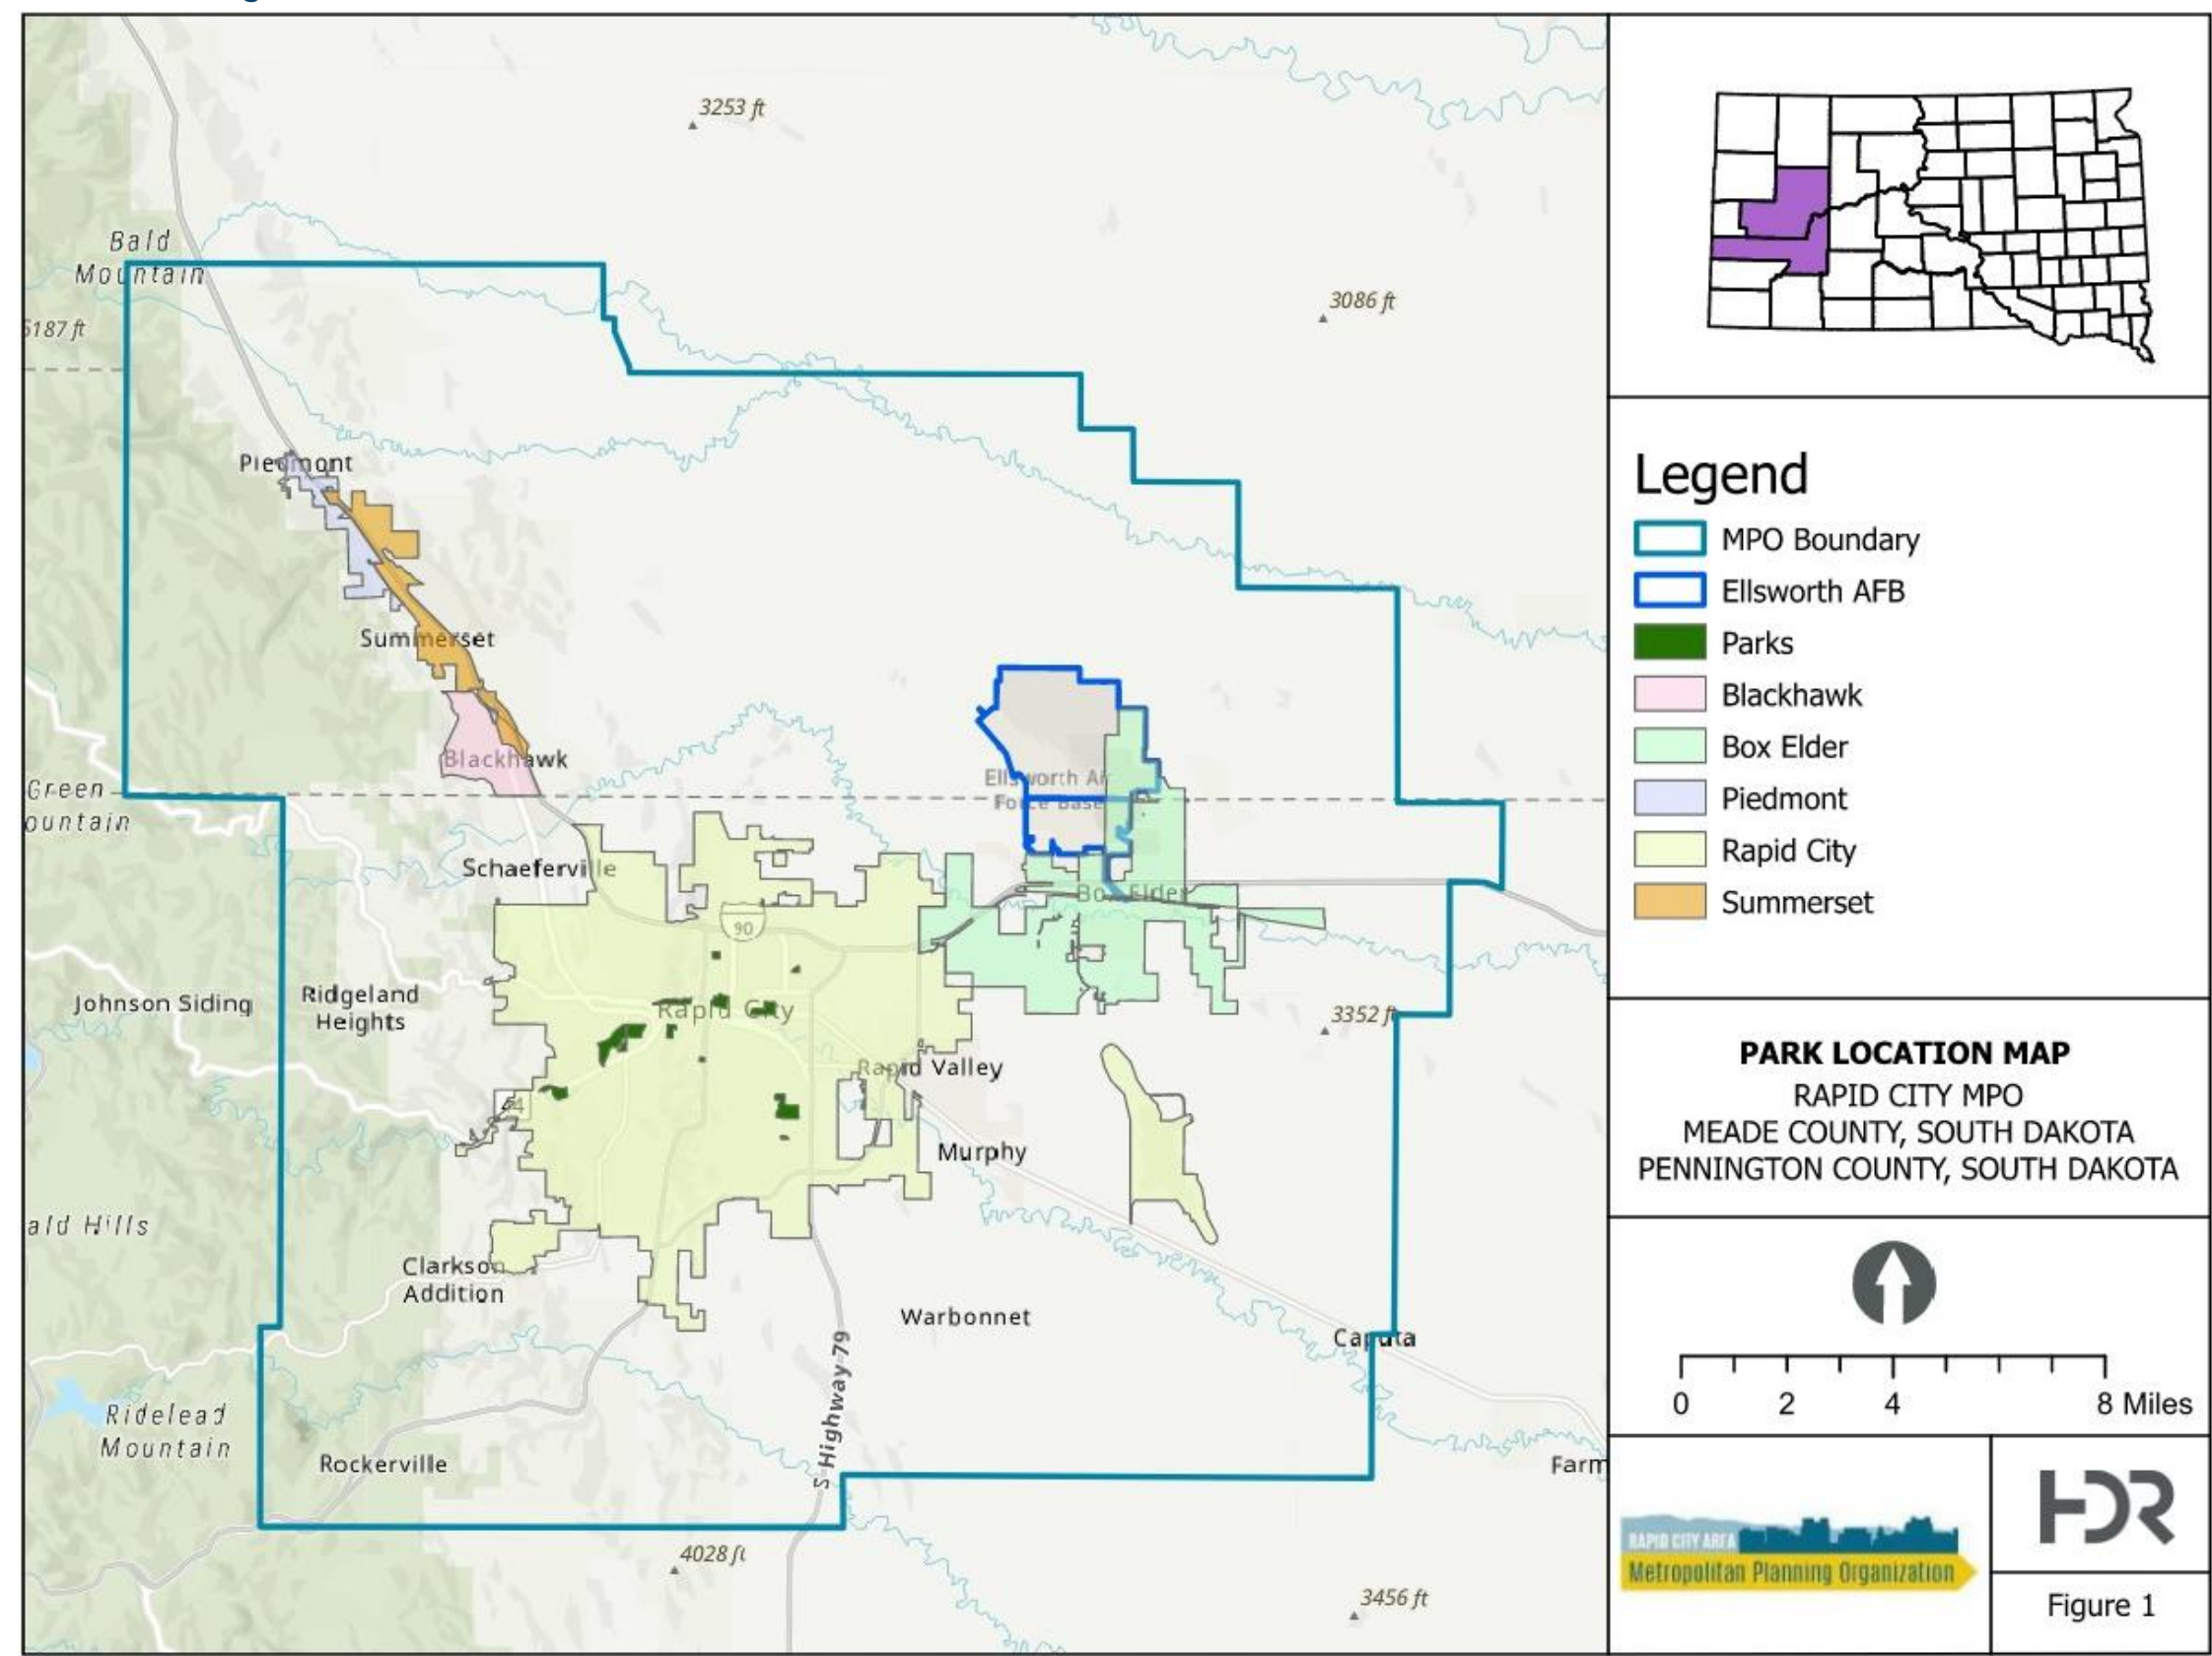 3253 ft
Bald
Mountain
3086 ft
5187 ft
Piedmont
Summerset
Blackhawk
Ellsworth Air
Force Base
Green
ountain
Schaeferville
Box Elder
90
Johnson Siding
Ridgeland
Heights
Rapid City
3352 ft
Rapid Valley
44
Murphy
ald Hills
Clarkson
Addition
Warbonnet
Caputa
S Highway 79
Ridelead
Mountain
Rockerville
Farm
4028 ft
3456 ft
Legend
MPO Boundary
Ellsworth AFB
Parks
Blackhawk
Box Elder
Piedmont
Rapid City
Summerset
PARK LOCATION MAP
RAPID CITY MPO
MEADE COUNTY, SOUTH DAKOTA
PENNINGTON COUNTY, SOUTH DAKOTA
0 2 4 8 Miles
RAPID CITY AREA
Metropolitan Planning Organization
HDR
Figure 1